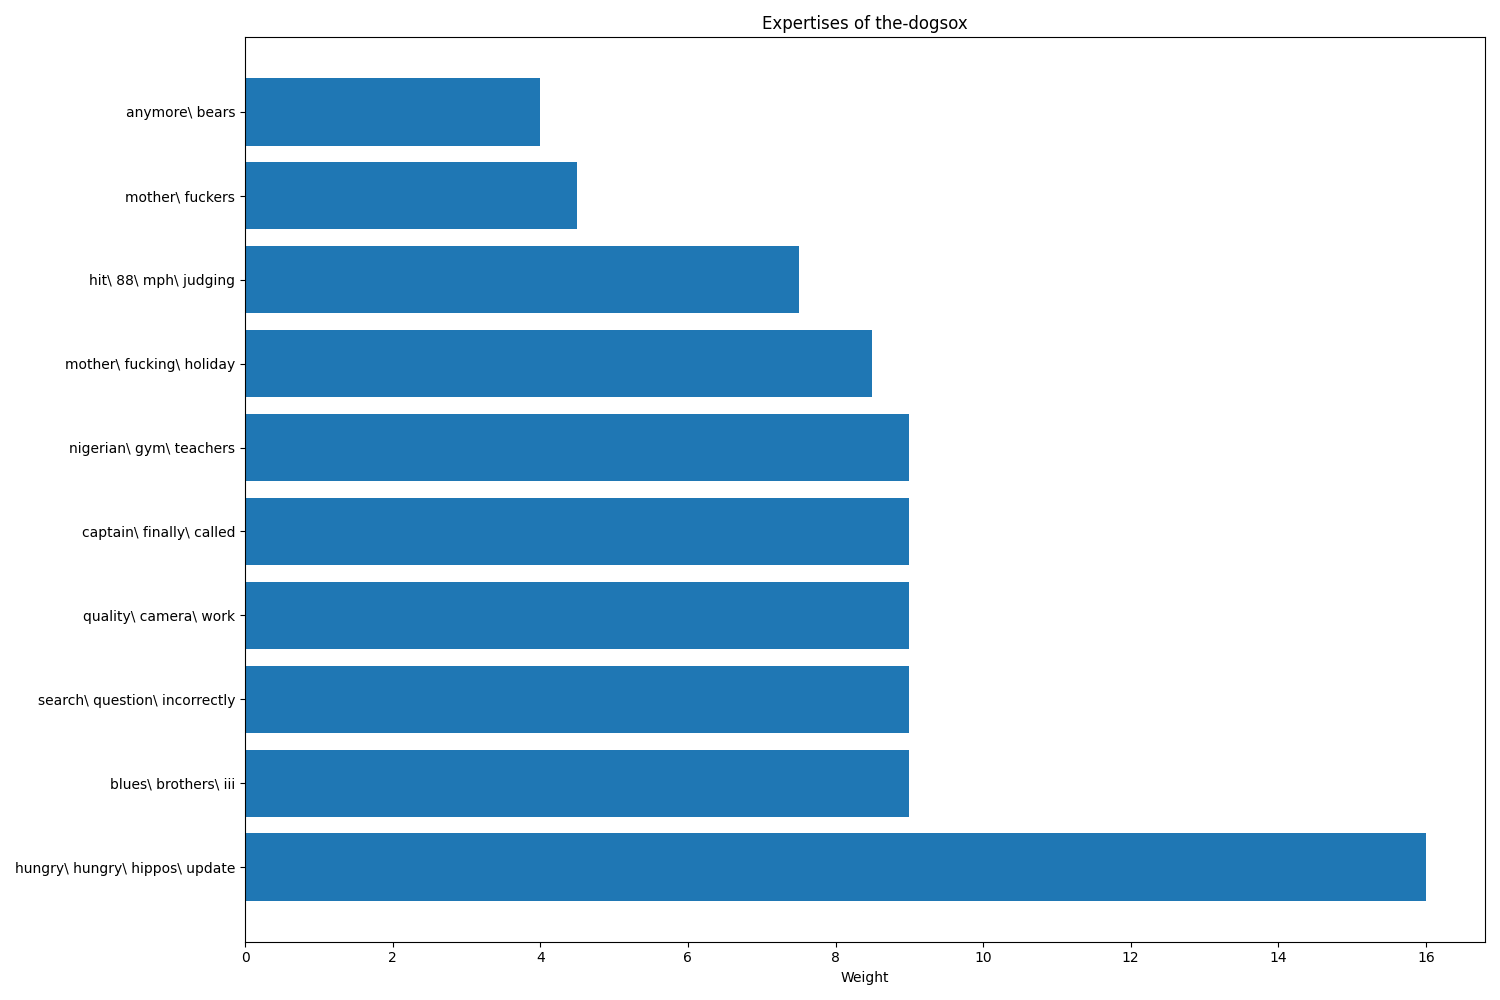 Expertises of the-dogsox
anymore\ bears
mother\ fuckers
hit\ 88\ mph\ judging
mother\ fucking\ holiday
nigerian\ gym\ teachers
captain\ finally\ called
quality\ camera\ work
search\ question\ incorrectly
blues\ brothers\ iii
hungry\ hungry\ hippos\ update
0 2 4 6 8 10 12 14 16
Weight